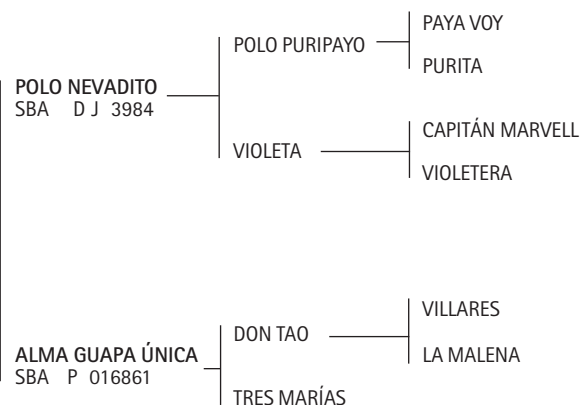 PAYA VOY
POLO PURIPAYO
PURITA
POLO NEVADITO
SBA D J 3984
CAPITÁN MARVELL
VIOLETA
VIOLETERA
VILLARES
DON TAO
LA MALENA
ALMA GUAPA ÚNICA
SBA P 016861
TRES MARÍAS